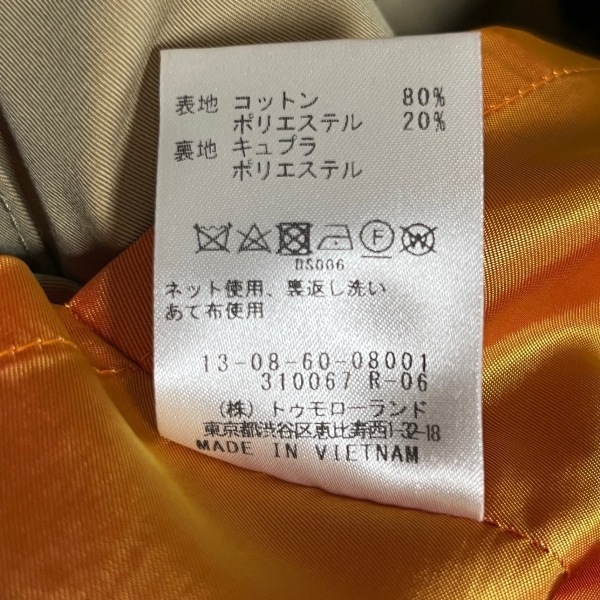 表地 コットン 80%
ポリエステル 20%
裏地 キュプラ
ポリエステル
F W
DS006
ネット使用、裏返し洗い
あて布使用
13-08-60-08001
310067 R-06
(株) トゥモローランド
東京都渋谷区恵比寿西1-32-18
MADE IN VIETNAM